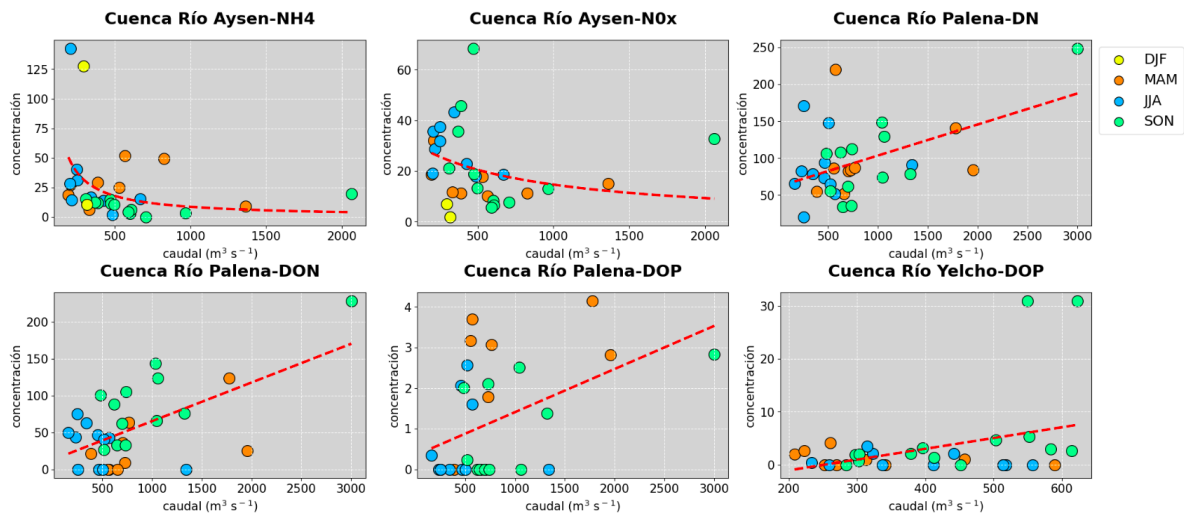 Cuenca Río Aysen-NH4
Cuenca Río Aysen-N0x
Cuenca Río Palena-DN
concentración
125
100
75
50
25
0
500
1000
1500
2000
caudal (m³ s⁻¹)
concentración
60
40
20
0
500
1000
1500
2000
caudal (m³ s⁻¹)
concentración
250
200
150
100
50
0
500
1000
1500
2000
2500
3000
caudal (m³ s⁻¹)
DJF
MAM
JJA
SON
Cuenca Río Palena-DON
Cuenca Río Palena-DOP
Cuenca Río Yelcho-DOP
concentración
200
150
100
50
0
500
1000
1500
2000
2500
3000
caudal (m³ s⁻¹)
concentración
4
3
2
1
0
500
1000
1500
2000
2500
3000
caudal (m³ s⁻¹)
concentración
30
20
10
0
200
300
400
500
600
caudal (m³ s⁻¹)